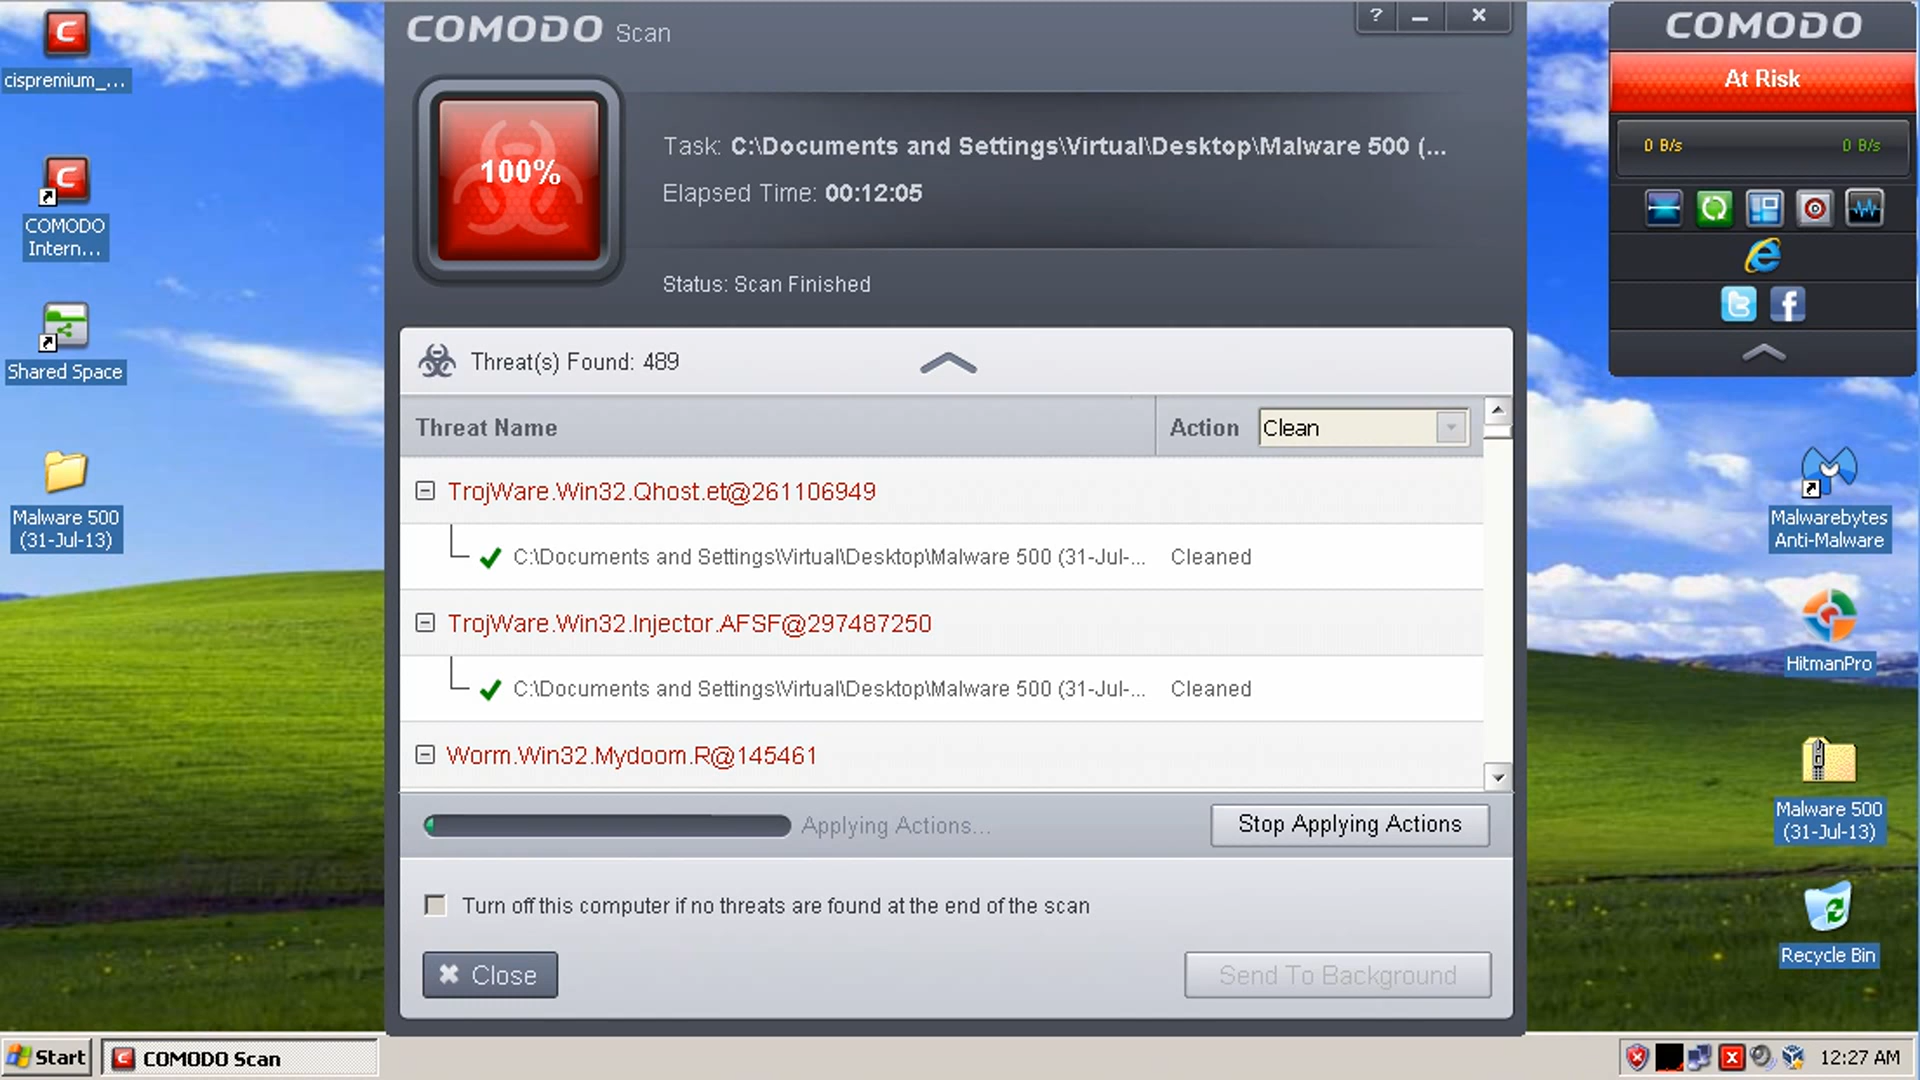 cispremium_...
COMODO
Intern...
Shared Space
Malware 500
(31-Jul-13)
COMODO Scan
?
100%
Task: C:\Documents and Settings\Virtual\Desktop\Malware 500 (...
Elapsed Time: 00:12:05
Status: Scan Finished
Threat(s) Found: 489
Threat Name
Action
Clean
TrojWare.Win32.Qhost.et@261106949
C:\Documents and Settings\Virtual\Desktop\Malware 500 (31-Jul-...
Cleaned
TrojWare.Win32.Injector.AFSF@297487250
C:\Documents and Settings\Virtual\Desktop\Malware 500 (31-Jul-...
Cleaned
Worm.Win32.Mydoom.R@145461
Applying Actions...
Stop Applying Actions
Turn off this computer if no threats are found at the end of the scan
Close
Send To Background
COMODO
At Risk
0 B/s
0 B/s
Malwarebytes
Anti-Malware
HitmanPro
Malware 500
(31-Jul-13)
Recycle Bin
Start
COMODO Scan
12:27 AM